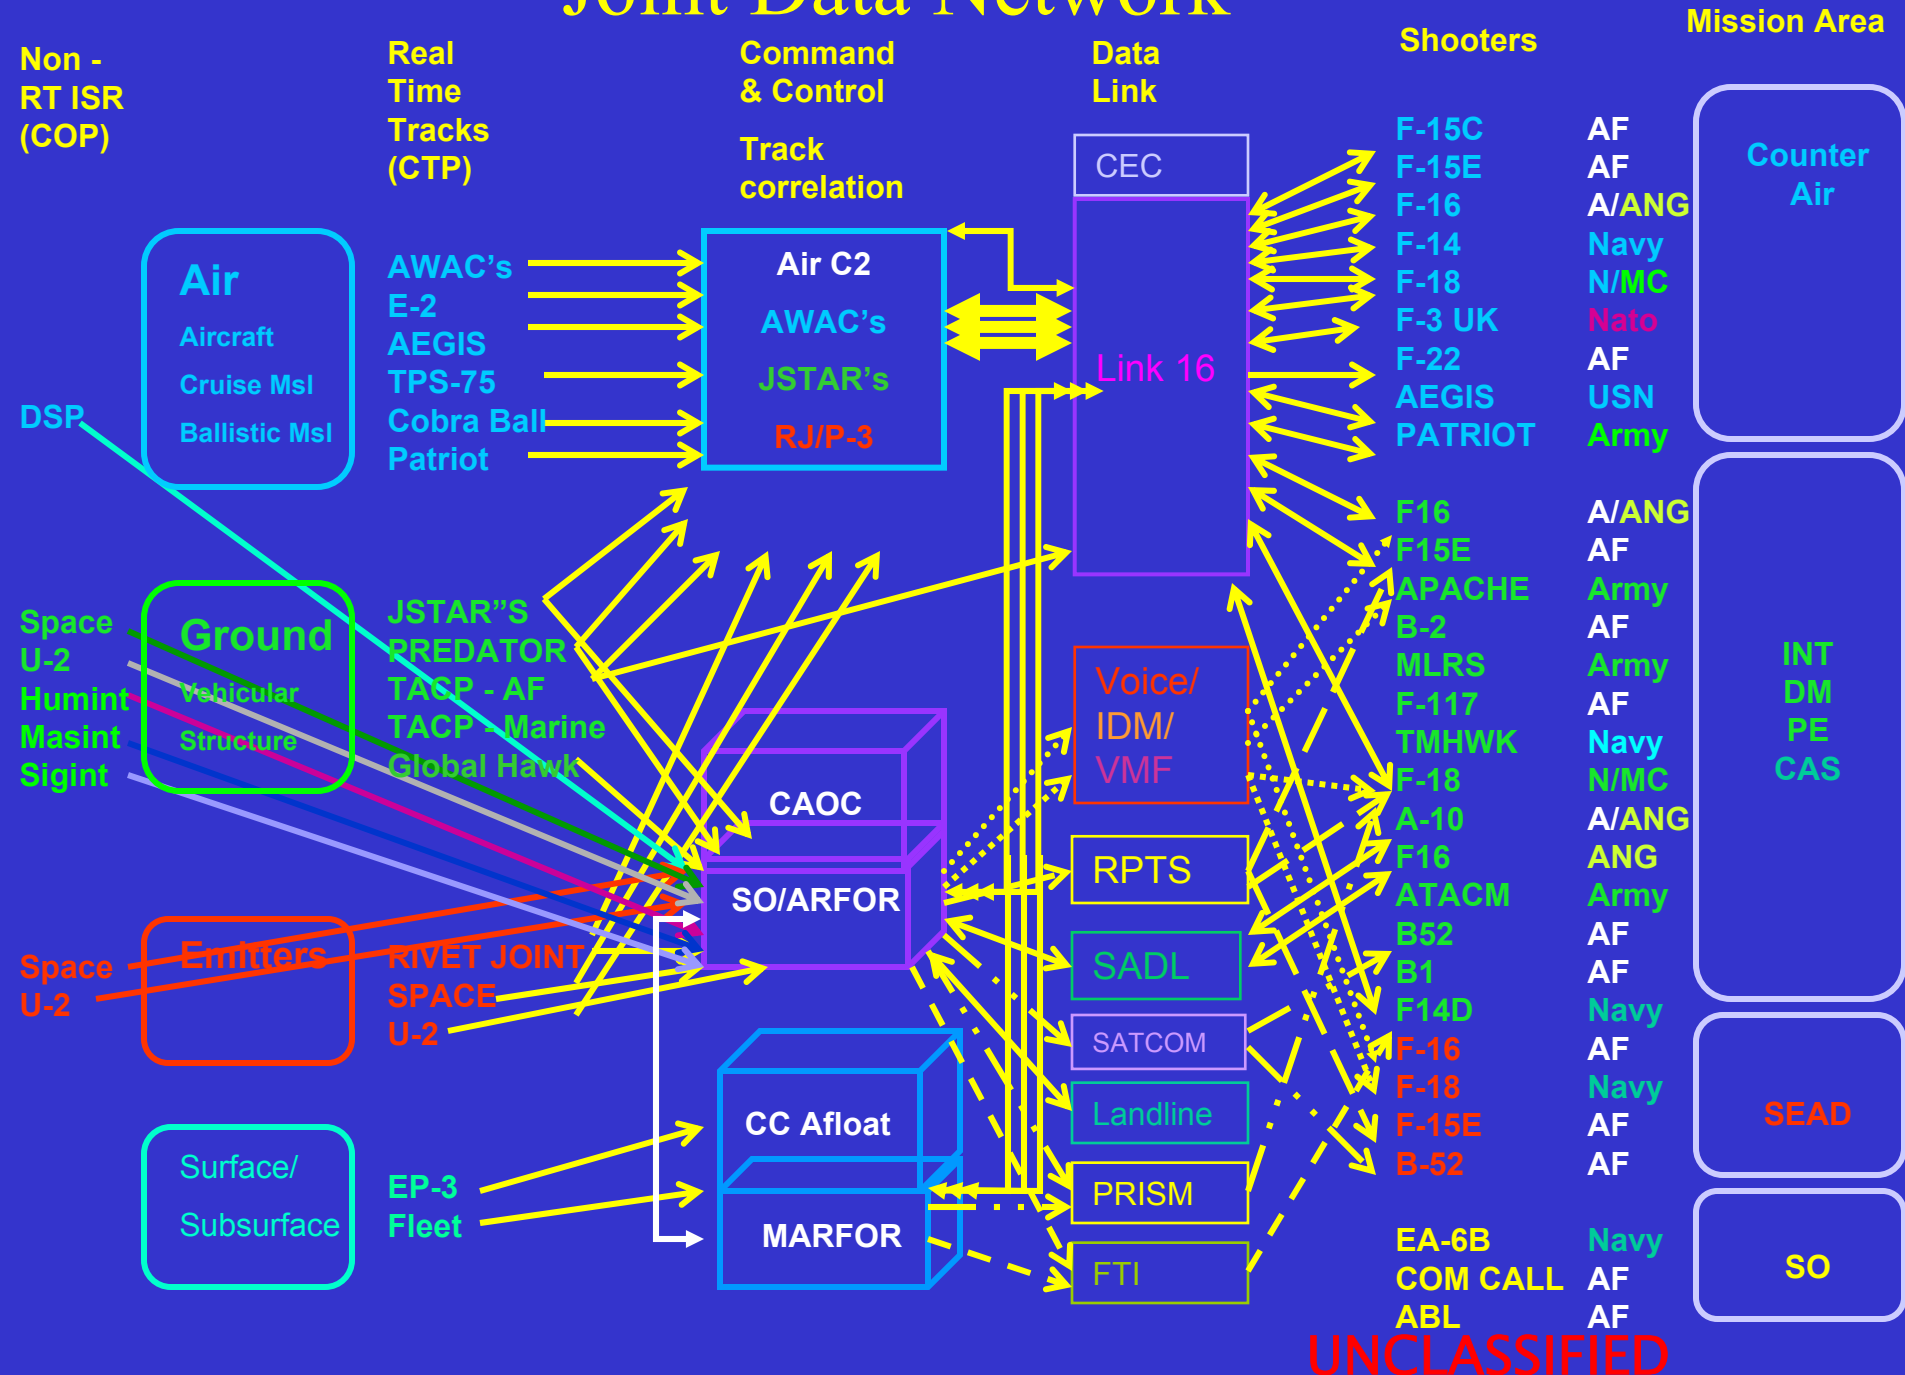 Joint Data Network
Non -
RT ISR
(COP)
Real
Time
Tracks
(CTP)
Command
& Control
Track
correlation
Data
Link
Shooters
Mission Area
DSP
Space
U-2
Humint
Masint
Sigint
Space
U-2
Air
Aircraft
Cruise Msl
Ballistic Msl
Ground
Vehicular
Structure
Emitters
Surface/
Subsurface
AWAC’s
E-2
AEGIS
TPS-75
Cobra Ball
Patriot
JSTAR”S
PREDATOR
TACP - AF
TACP - Marine
Global Hawk
RIVET JOINT
SPACE
U-2
EP-3
Fleet
Air C2
AWAC’s
JSTAR’s
RJ/P-3
CAOC
SO/ARFOR
CC Afloat
MARFOR
CEC
Link 16
Voice/
IDM/
VMF
RPTS
SADL
SATCOM
Landline
PRISM
FTI
F-15C AF
F-15E AF
F-16 A/ANG
F-14 Navy
F-18 N/MC
F-3 UK Nato
F-22 AF
AEGIS USN
PATRIOT Army
F16 A/ANG
F15E AF
APACHE Army
B-2 AF
MLRS Army
F-117 AF
TMHWK Navy
F-18 N/MC
A-10 A/ANG
F16 ANG
ATACM Army
B52 AF
B1 AF
F14D Navy
F-16 AF
F-18 Navy
F-15E AF
B-52 AF
EA-6B Navy
COM CALL AF
ABL AF
Counter
Air
INT
DM
PE
CAS
SEAD
SO
UNCLASSIFIED